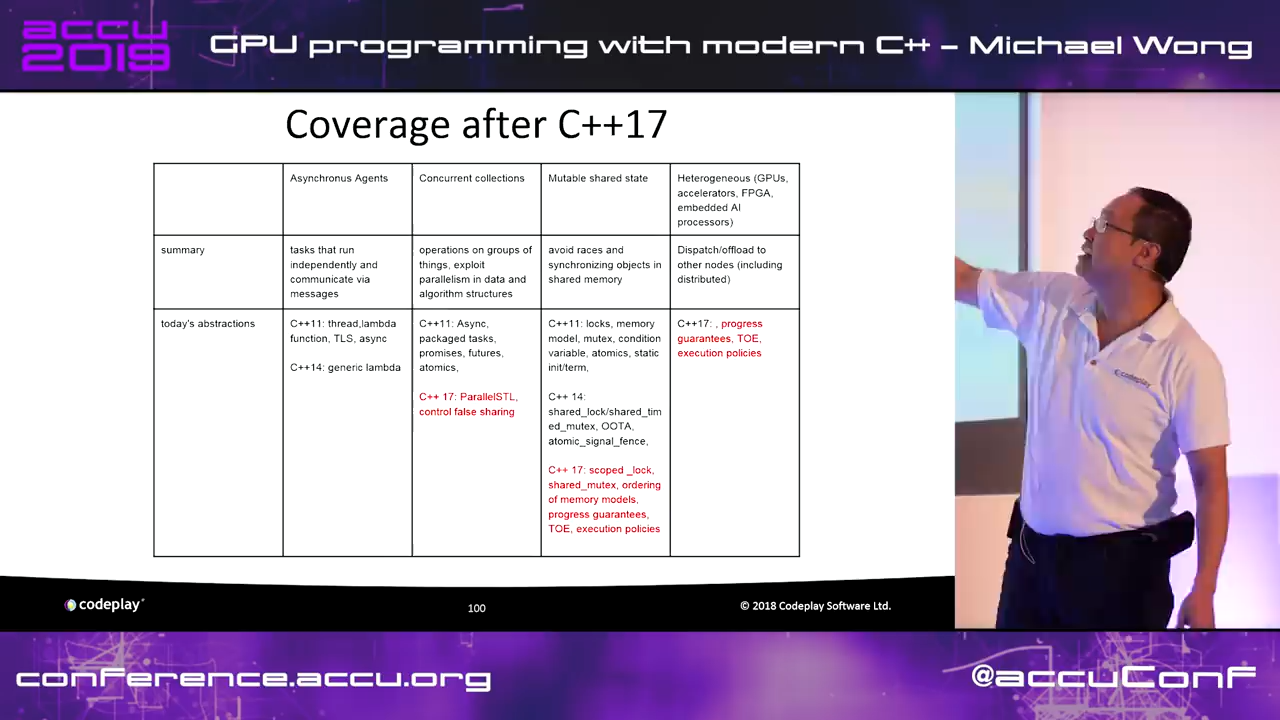 accu
2019
GPU programming with modern C++ – Michael Wong
Coverage after C++17
Asynchronus Agents
Concurrent collections
Mutable shared state
Heterogeneous (GPUs,
accelerators, FPGA,
embedded AI
processors)
summary
tasks that run
independently and
communicate via
messages
operations on groups of
things, exploit
parallelism in data and
algorithm structures
avoid races and
synchronizing objects in
shared memory
Dispatch/offload to
other nodes (including
distributed)
today's abstractions
C++11: thread,lambda
function, TLS, async
C++14: generic lambda
C++11: Async,
packaged tasks,
promises, futures,
atomics,
C++ 17: ParallelSTL,
control false sharing
C++11: locks, memory
model, mutex, condition
variable, atomics, static
init/term,
C++ 14:
shared_lock/shared_tim
ed_mutex, OOTA,
atomic_signal_fence,
C++ 17: scoped _lock,
shared_mutex, ordering
of memory models,
progress guarantees,
TOE, execution policies
C++17: , progress
guarantees, TOE,
execution policies
codeplay
codeplay
100
© 2018 Codeplay Software Ltd.
conference.accu.org
@accuConf